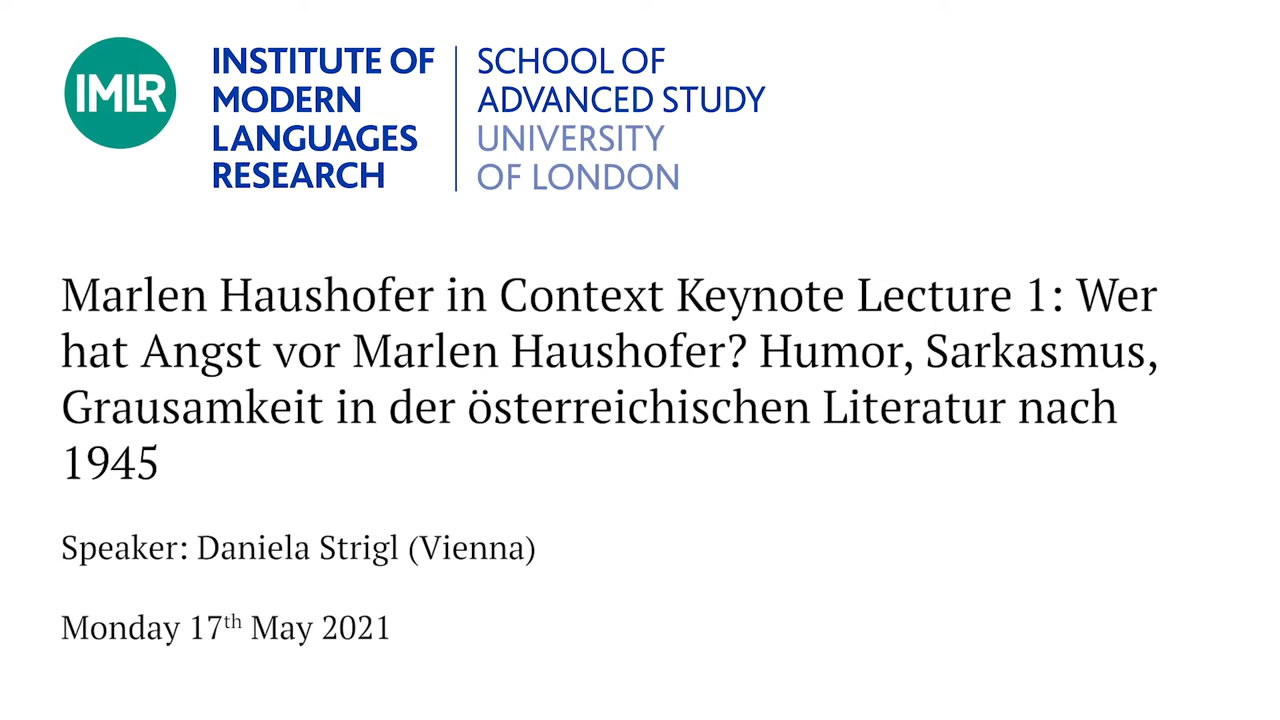 IMLR
INSTITUTE OF
MODERN
LANGUAGES
RESEARCH
SCHOOL OF
ADVANCED STUDY
UNIVERSITY
OF LONDON
Marlen Haushofer in Context Keynote Lecture 1: Wer
hat Angst vor Marlen Haushofer? Humor, Sarkasmus,
Grausamkeit in der österreichischen Literatur nach
1945
Speaker: Daniela Strigl (Vienna)
Monday 17th May 2021